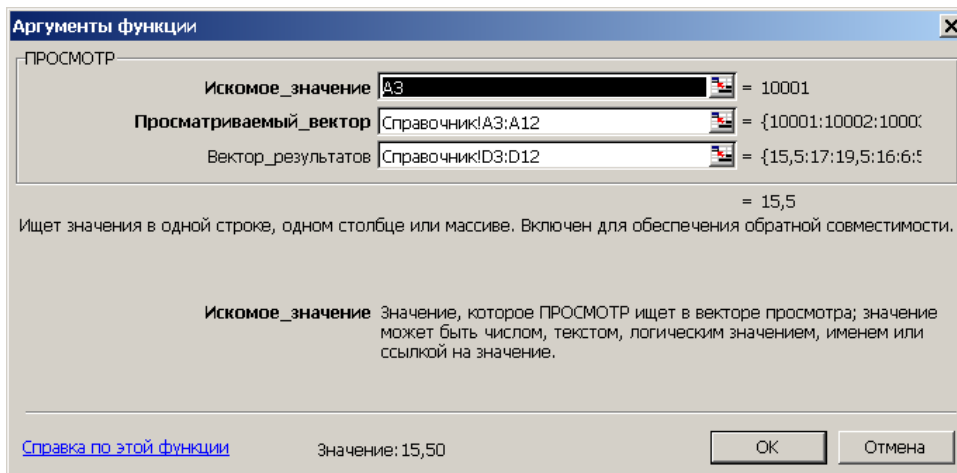 Аргументы функции
ПРОСМОТР
Искомое_значение A3 = 10001
Просматриваемый_вектор Справочник!A3:A12 = {10001:10002:10003
Вектор_результатов Справочник!D3:D12 = {15,5:17:19,5:16:6:5
= 15,5
Ищет значения в одной строке, одном столбце или массиве. Включен для обеспечения обратной совместимости.
Искомое_значение Значение, которое ПРОСМОТР ищет в векторе просмотра; значение
может быть числом, текстом, логическим значением, именем или
ссылкой на значение.
Справка по этой функции Значение: 15,50 ОК Отмена